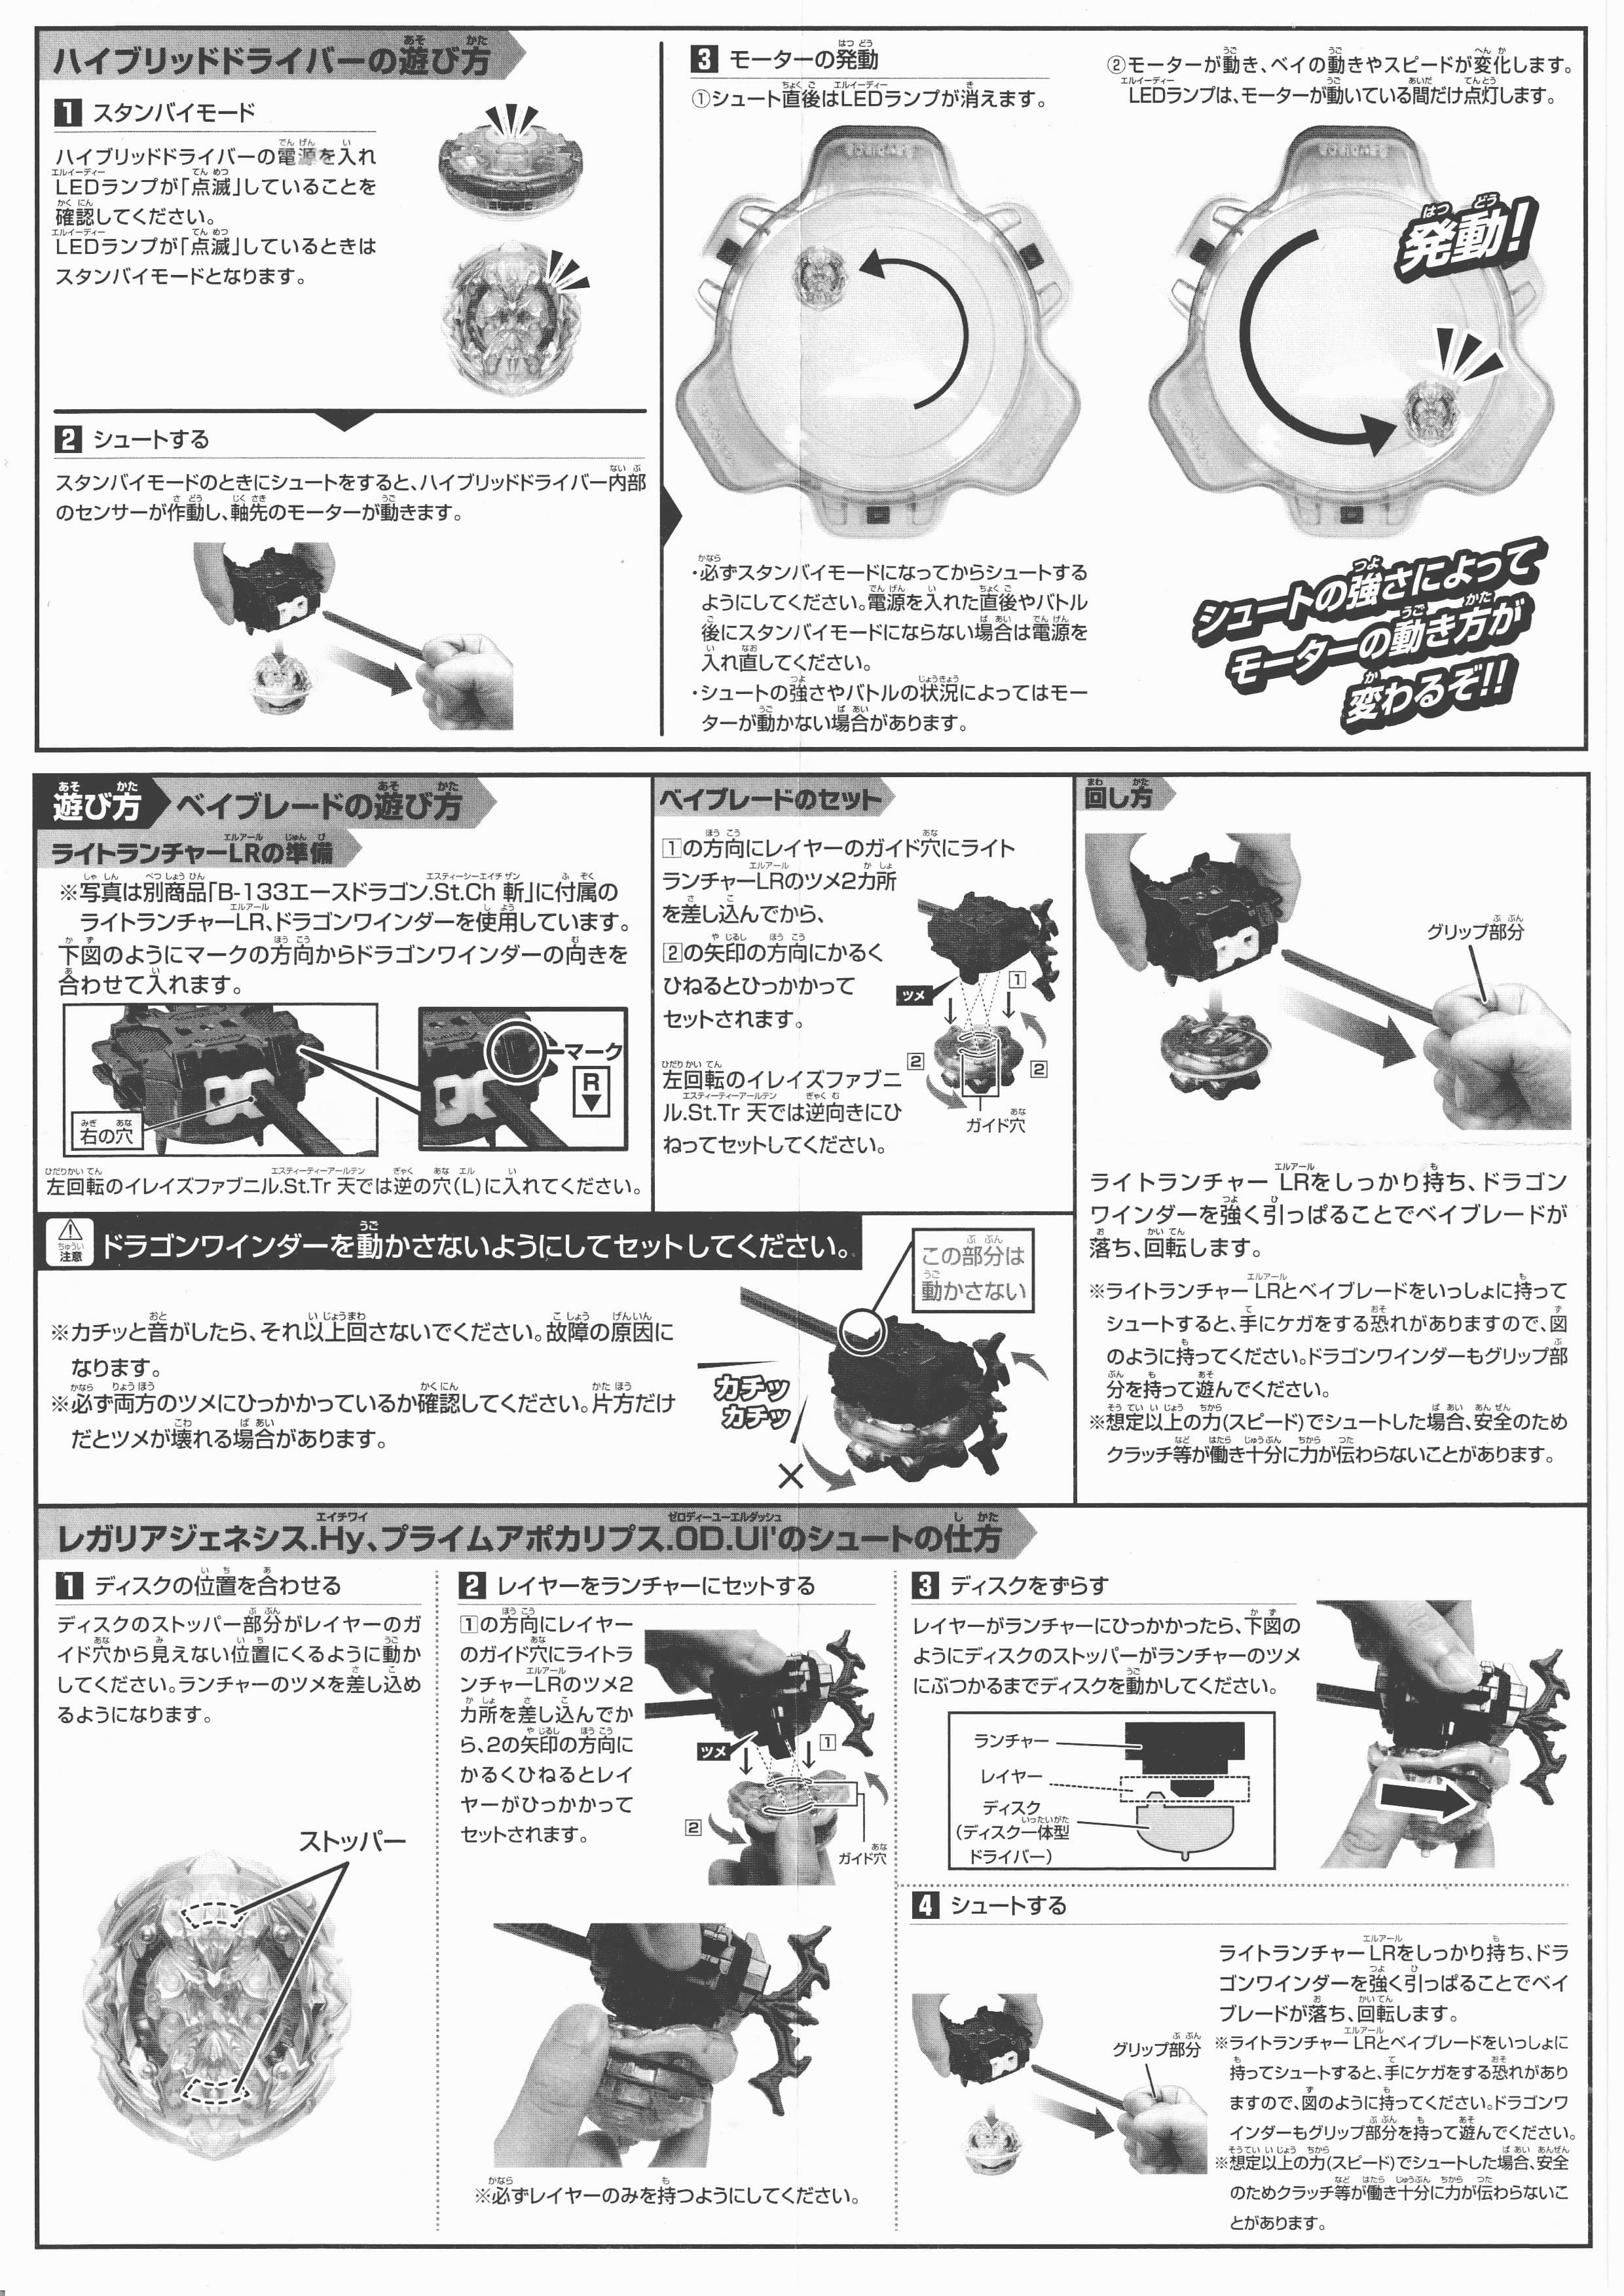 ハイブリッドドライバーの遊び方
1 スタンバイモード
ハイブリッドドライバーの電源を入れ
LEDランプが「点滅」していることを
確認してください。
LEDランプが「点滅」しているときは
スタンバイモードとなります。
2 シュートする
スタンバイモードのときにシュートをすると、ハイブリッドドライバー内部
のセンサーが作動し、軸先のモーターが動きます。
3 モーターの発動
①シュート直後はLEDランプが消えます。
②モーターが動き、ベイの動きやスピードが変化します。
LEDランプは、モーターが動いている間だけ点灯します。
発動!
・必ずスタンバイモードになってからシュートする
ようにしてください。電源を入れた直後やバトル
後にスタンバイモードにならない場合は電源を
入れ直してください。
・シュートの強さやバトルの状況によってはモー
ターが動かない場合があります。
シュートの強さによって
モーターの動き方が
変わるぞ!!
遊び方 ベイブレードの遊び方
ライトランチャーLRの準備
※写真は別商品「B-133エースドラゴン.St.Ch 斬」に付属の
ライトランチャーLR、ドラゴンワインダーを使用しています。
下図のようにマークの方向からドラゴンワインダーの向きを
合わせて入れます。
右の穴
マーク
R
▼
左回転のイレイズファブニル.St.Tr 天では逆の穴(L)に入れてください。
ベイブレードのセット
1の方向にレイヤーのガイド穴にライト
ランチャーLRのツメ2カ所
を差し込んでから、
2の矢印の方向にかるく
ひねるとひっかかって
セットされます。
左回転のイレイズファブニ
ル.St.Tr 天では逆向きにひ
ねってセットしてください。
ツメ
1
2
2
ガイド穴
回し方
グリップ部分
ライトランチャー LRをしっかり持ち、ドラゴン
ワインダーを強く引っぱることでベイブレードが
落ち、回転します。
※ライトランチャー LRとベイブレードをいっしょに持って
シュートすると、手にケガをする恐れがありますので、図
のように持ってください。ドラゴンワインダーもグリップ部
分を持って遊んでください。
※想定以上の力(スピード)でシュートした場合、安全のため
クラッチ等が働き十分に力が伝わらないことがあります。
注意 ドラゴンワインダーを動かさないようにしてセットしてください。
この部分は
動かさない
※カチッと音がしたら、それ以上回さないでください。故障の原因に
なります。
※必ず両方のツメにひっかかっているか確認してください。片方だけ
だとツメが壊れる場合があります。
カチッ
カチッ
×
レガリアジェネシス.Hy、プライムアポカリプス.0D.Ul'のシュートの仕方
1 ディスクの位置を合わせる
ディスクのストッパー部分がレイヤーのガ
イド穴から見えない位置にくるように動か
してください。ランチャーのツメを差し込め
るようになります。
ストッパー
2 レイヤーをランチャーにセットする
1の方向にレイヤー
のガイド穴にライトラ
ンチャーLRのツメ2
カ所を差し込んでか
ら、2の矢印の方向に
かるくひねるとレイ
ヤーがひっかかって
セットされます。
ツメ
1
2
ガイド穴
※必ずレイヤーのみを持つようにしてください。
3 ディスクをずらす
レイヤーがランチャーにひっかかったら、下図の
ようにディスクのストッパーがランチャーのツメ
にぶつかるまでディスクを動かしてください。
ランチャー
レイヤー
ディスク
(ディスク一体型
ドライバー)
4 シュートする
グリップ部分
ライトランチャー LRをしっかり持ち、ドラ
ゴンワインダーを強く引っぱることでベイ
ブレードが落ち、回転します。
※ライトランチャー LRとベイブレードをいっしょに
持ってシュートすると、手にケガをする恐れがあり
ますので、図のように持ってください。ドラゴンワ
インダーもグリップ部分を持って遊んでください。
※想定以上の力(スピード)でシュートした場合、安全
のためクラッチ等が働き十分に力が伝わらないこ
とがあります。